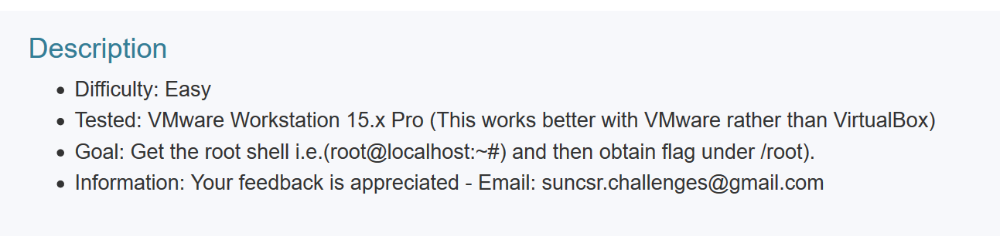 Description
Difficulty: Easy
Tested: VMware Workstation 15.x Pro (This works better with VMware rather than VirtualBox)
Goal: Get the root shell i.e.(root@localhost:~#) and then obtain flag under /root).
Information: Your feedback is appreciated - Email: suncsr.challenges@gmail.com